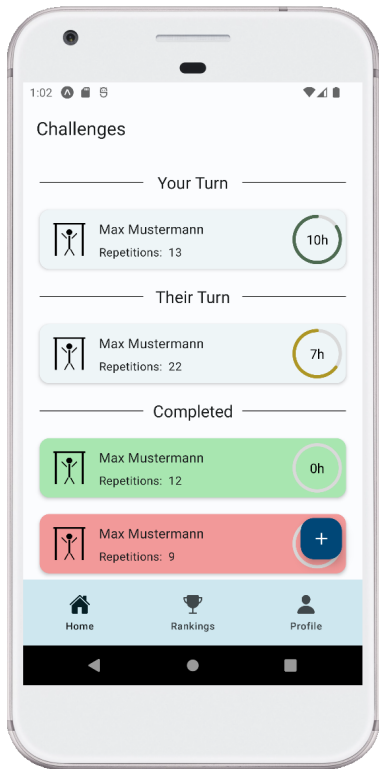 1:02
Challenges
Your Turn
Max Mustermann
Repetitions: 13
10h
Their Turn
Max Mustermann
Repetitions: 22
7h
Completed
Max Mustermann
Repetitions: 12
0h
Max Mustermann
Repetitions: 9
+
Home Rankings Profile